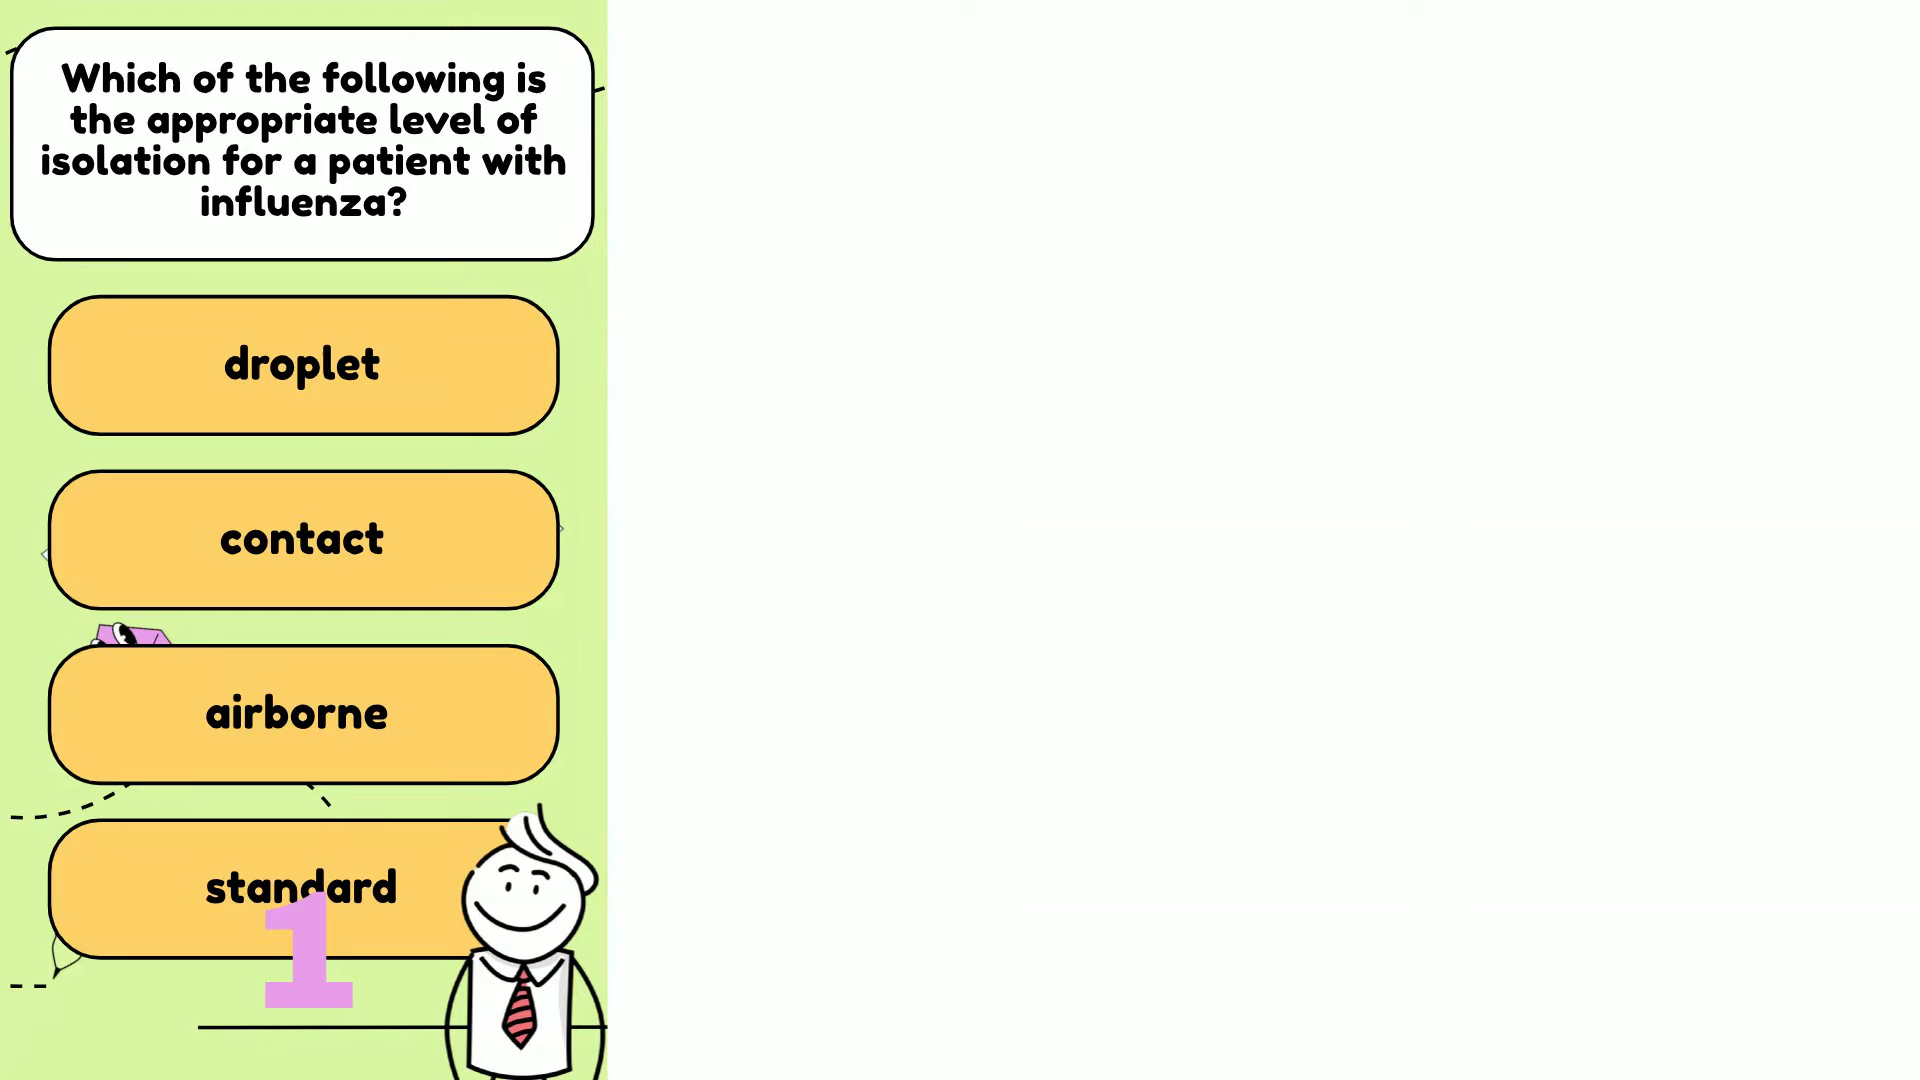 Which of the following is
the appropriate level of
isolation for a patient with
influenza?
droplet
contact
airborne
standard
1